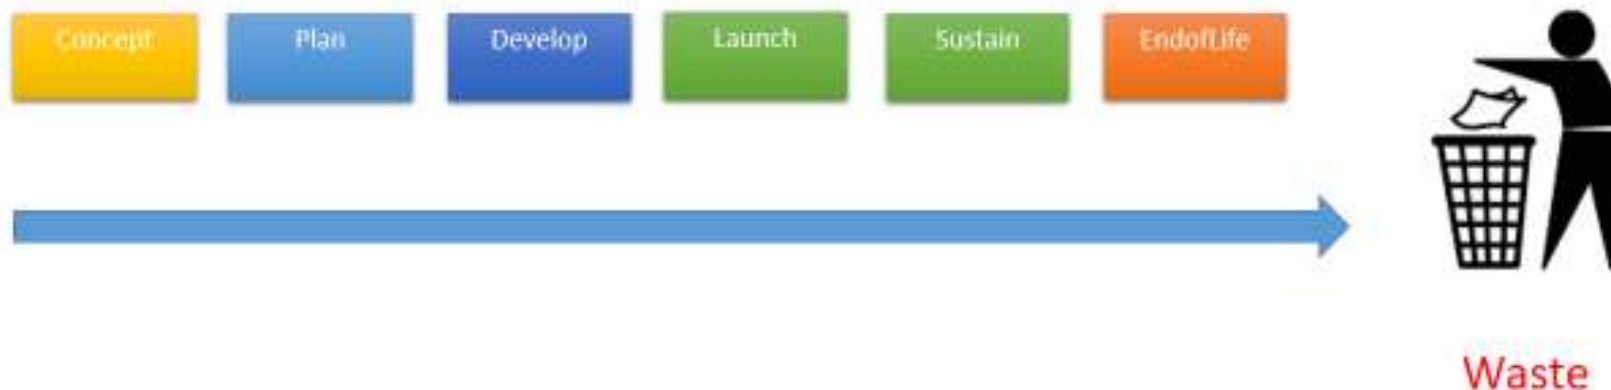 Concept
Plan
Develop
Launch
Sustain
EndofLife
Waste